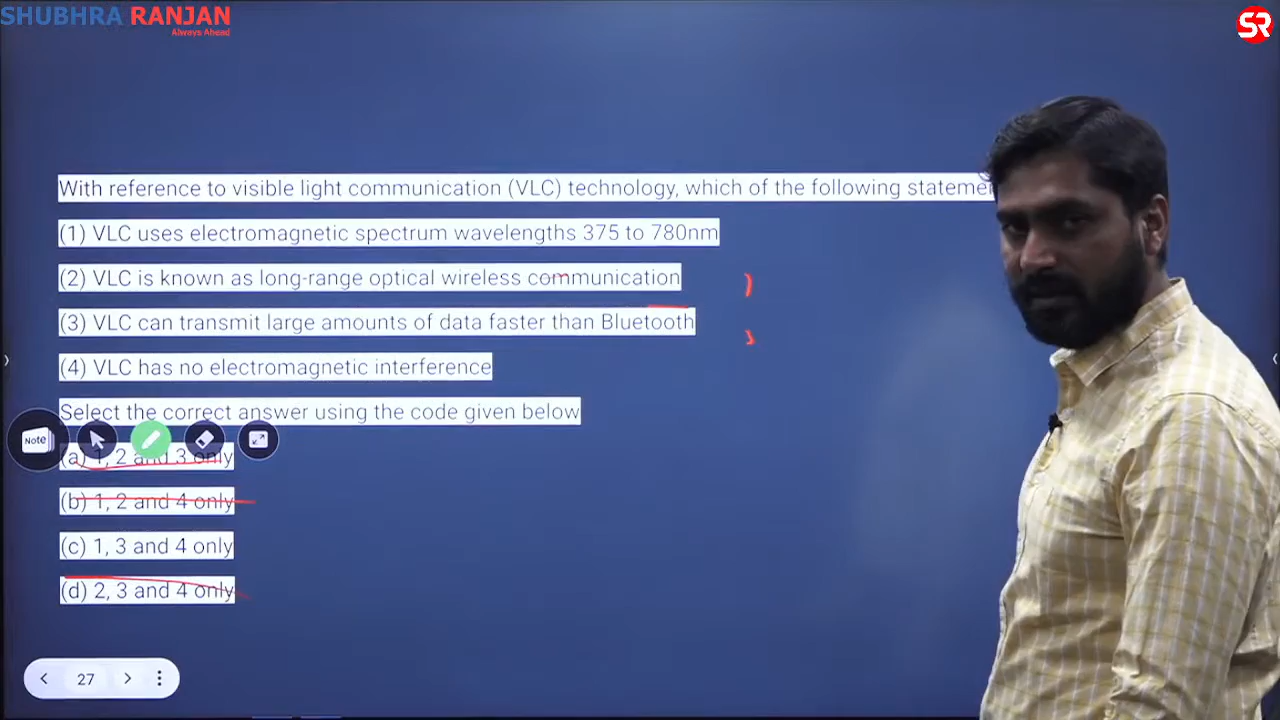 SHUBHRA RANJAN
Always Ahead
SR
With reference to visible light communication (VLC) technology, which of the following
(1) VLC uses electromagnetic spectrum wavelengths 375 to 780nm
(2) VLC is known as long-range optical wireless communication
(3) VLC can transmit large amounts of data faster than Bluetooth
(4) VLC has no electromagnetic interference
Select the correct answer using the code given below
Note
(a) 1, 2 and 3 only
(b) 1, 2 and 4 only
(c) 1, 3 and 4 only
(d) 2, 3 and 4 only
27